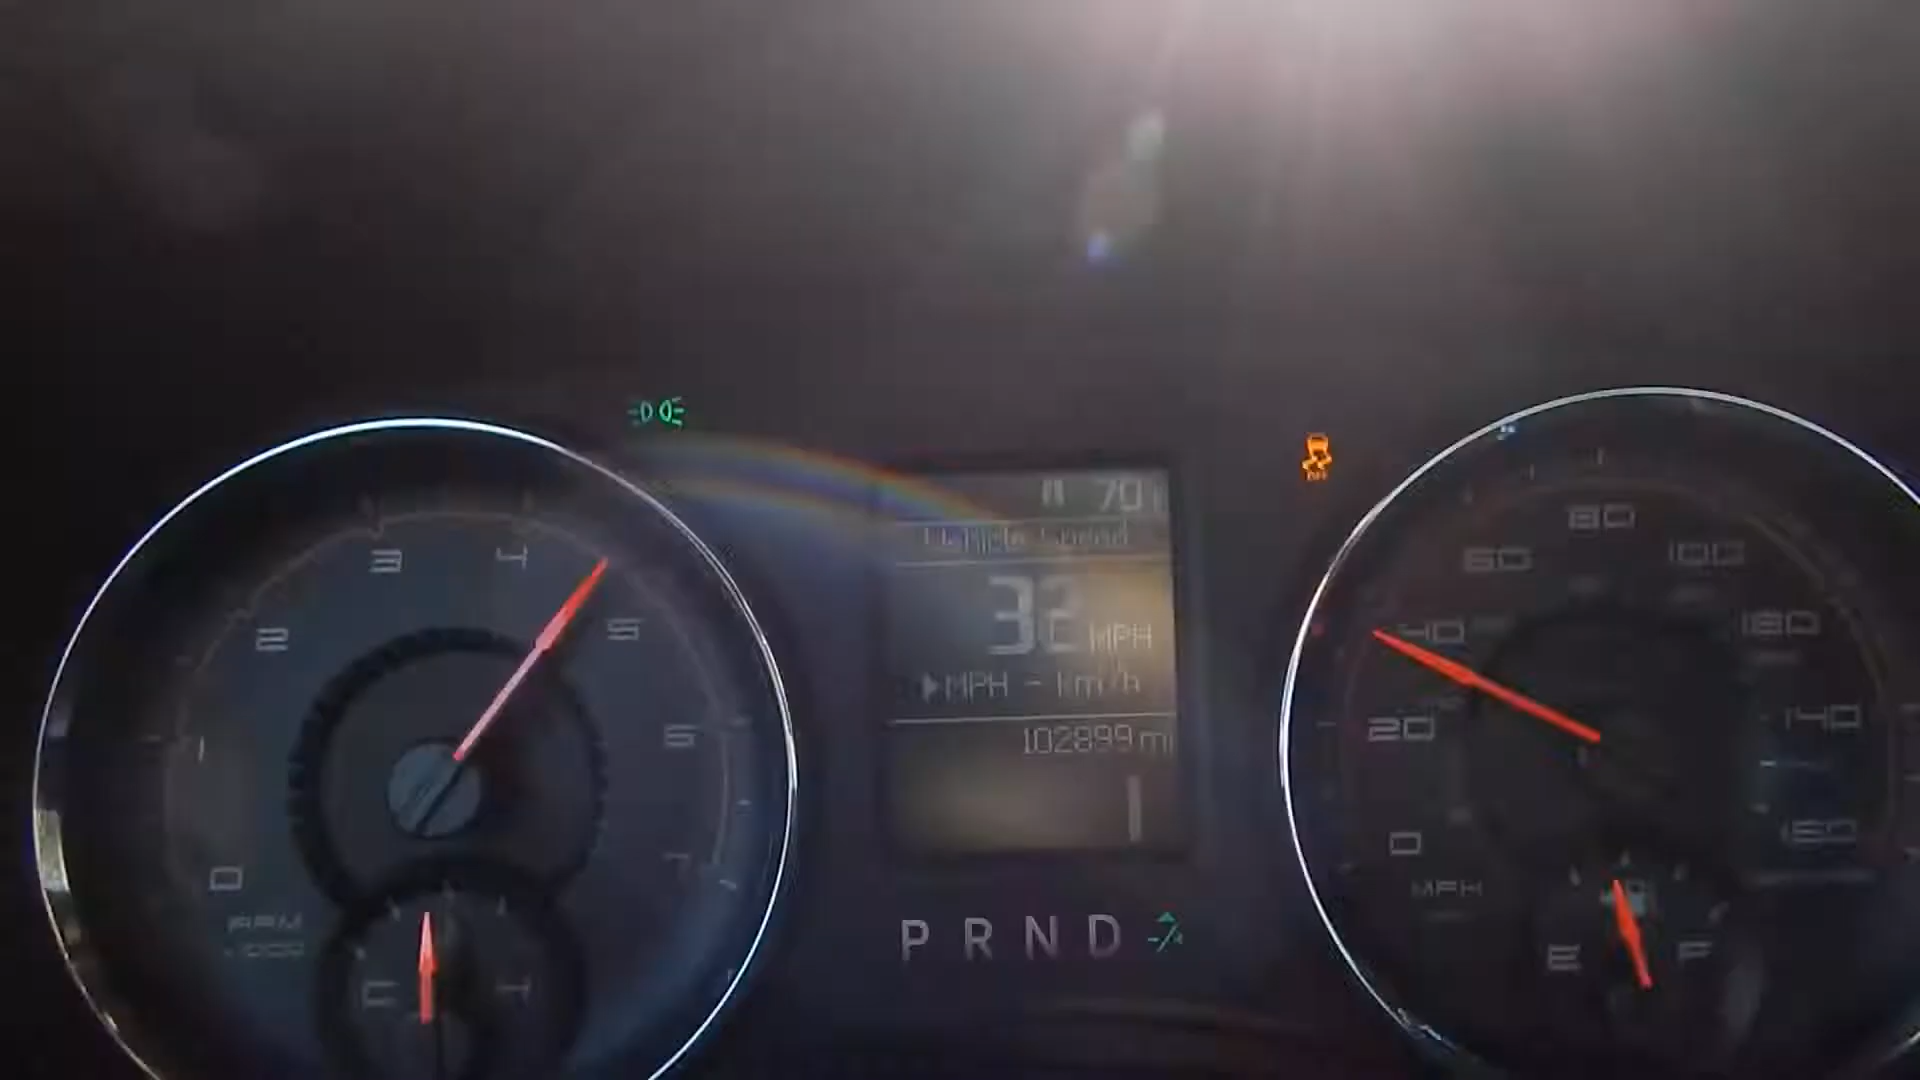 70
Vehicle Speed
32 MPH
MPH - km/h
102899 mi
1
P R N D
0 1 2 3 4 5 6 7
RPM
x1000
C H
0 20 40 60 80 100 120 140 160
MPH
E F
OFF